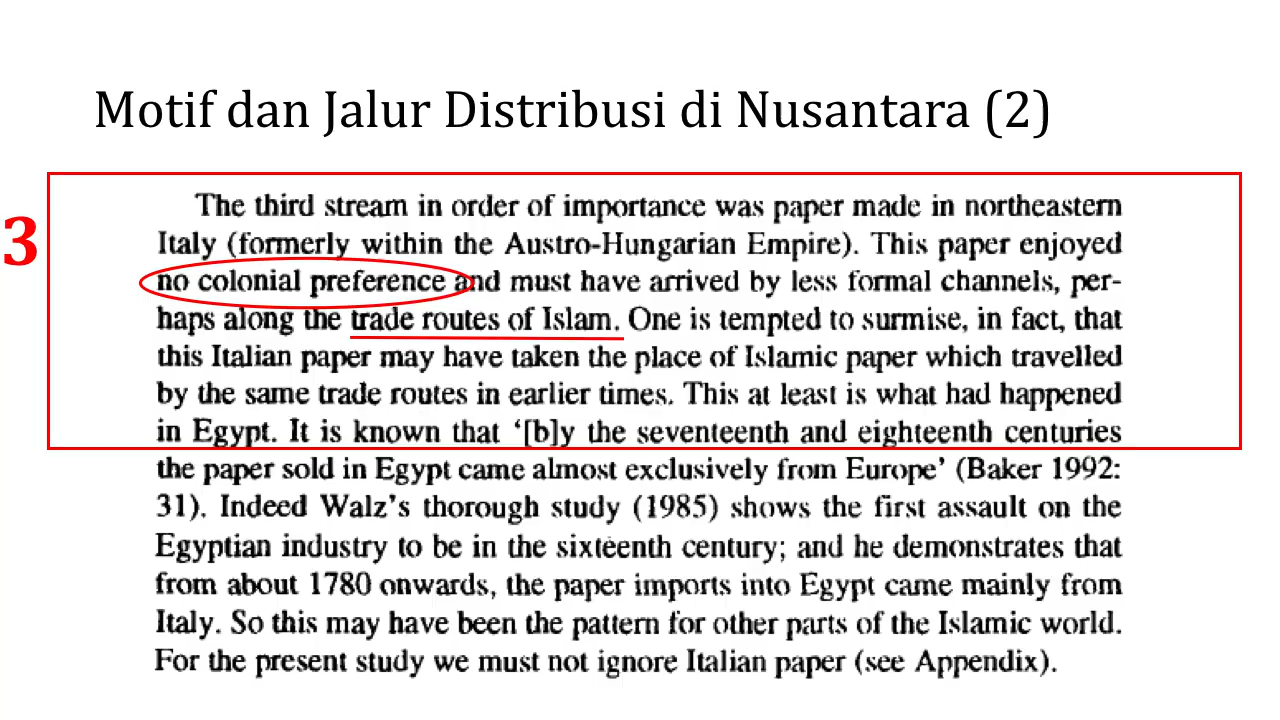 Motif dan Jalur Distribusi di Nusantara (2)
3
The third stream in order of importance was paper made in northeastern
Italy (formerly within the Austro-Hungarian Empire). This paper enjoyed
no colonial preference and must have arrived by less formal channels, per-
haps along the trade routes of Islam. One is tempted to surmise, in fact, that
this Italian paper may have taken the place of Islamic paper which travelled
by the same trade routes in earlier times. This at least is what had happened
in Egypt. It is known that ‘[b]y the seventeenth and eighteenth centuries
the paper sold in Egypt came almost exclusively from Europe’ (Baker 1992:
31). Indeed Walz’s thorough study (1985) shows the first assault on the
Egyptian industry to be in the sixteenth century; and he demonstrates that
from about 1780 onwards, the paper imports into Egypt came mainly from
Italy. So this may have been the pattern for other parts of the Islamic world.
For the present study we must not ignore Italian paper (see Appendix).